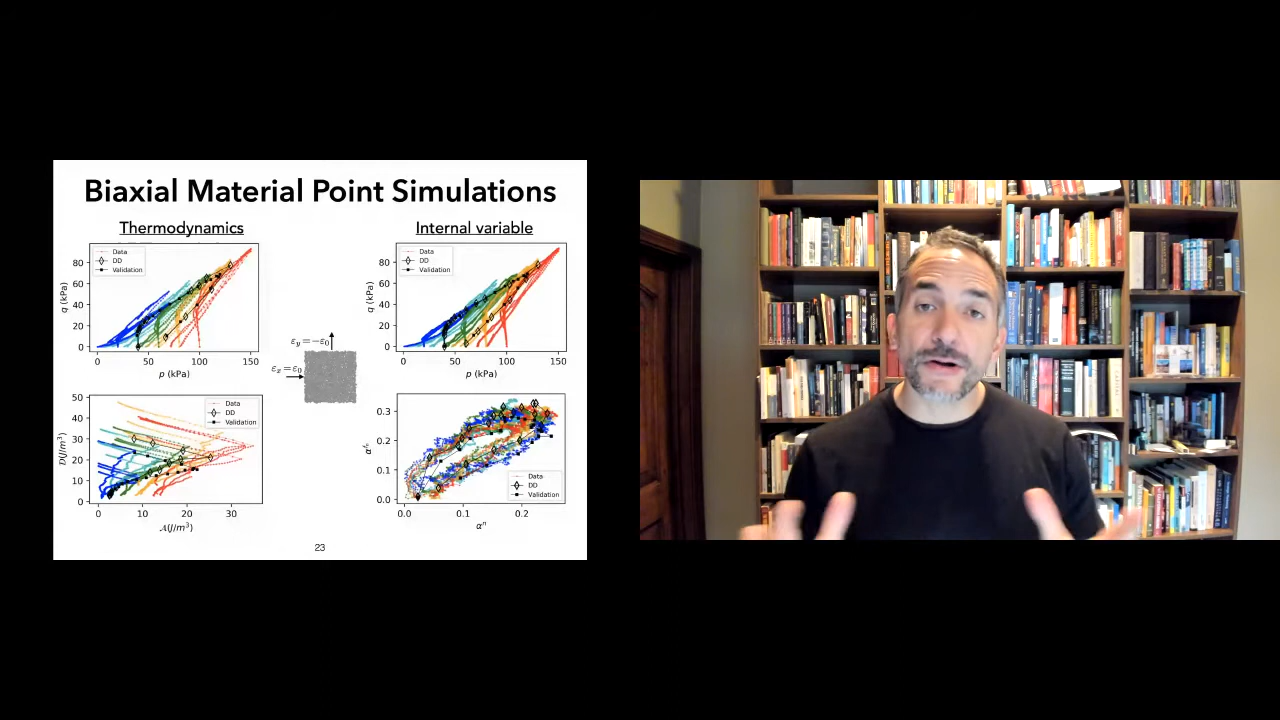 Biaxial Material Point Simulations
Thermodynamics
Internal variable
Data
DD
Validation
80
60
40
20
0
q (kPa)
0 50 100 150
p (kPa)
Data
DD
Validation
80
60
40
20
0
q (kPa)
0 50 100 150
p (kPa)
εy = −ε0
εx = ε0
Data
DD
Validation
50
40
30
20
10
0
D(J/m³)
0 10 20 30
A(J/m³)
0.3
0.2
0.1
0.0
Data
DD
Validation
0.0 0.1 0.2
αⁿ
23